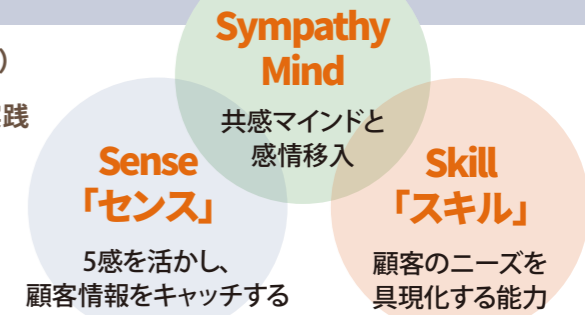 )
践
Sympathy
Mind
共感マインドと
感情移入
Sense
「センス」
5感を活かし、
顧客情報をキャッチする
Skill
「スキル」
顧客のニーズを
具現化する能力